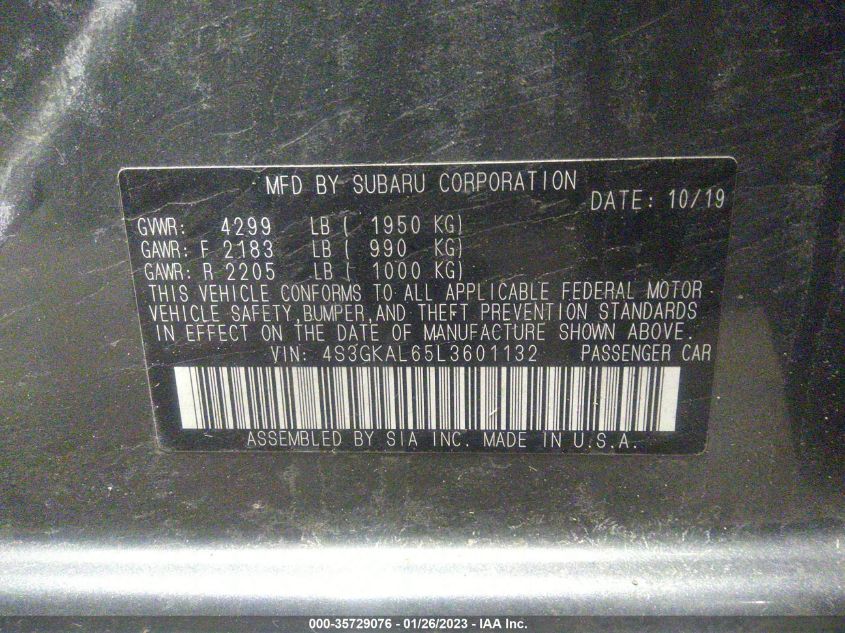 MFD BY SUBARU CORPORATION DATE: 10/19
GVWR: 4299 LB ( 1950 KG)
GAWR: F 2183 LB ( 990 KG)
GAWR: R 2205 LB ( 1000 KG)
THIS VEHICLE CONFORMS TO ALL APPLICABLE FEDERAL MOTOR
VEHICLE SAFETY,BUMPER,AND THEFT PREVENTION STANDARDS
IN EFFECT ON THE DATE OF MANUFACTURE SHOWN ABOVE.
VIN: 4S3GKAL65L3601132 PASSENGER CAR
ASSEMBLED BY SIA INC. MADE IN U.S.A.
000-35729076 - 01/26/2023 - IAA Inc.